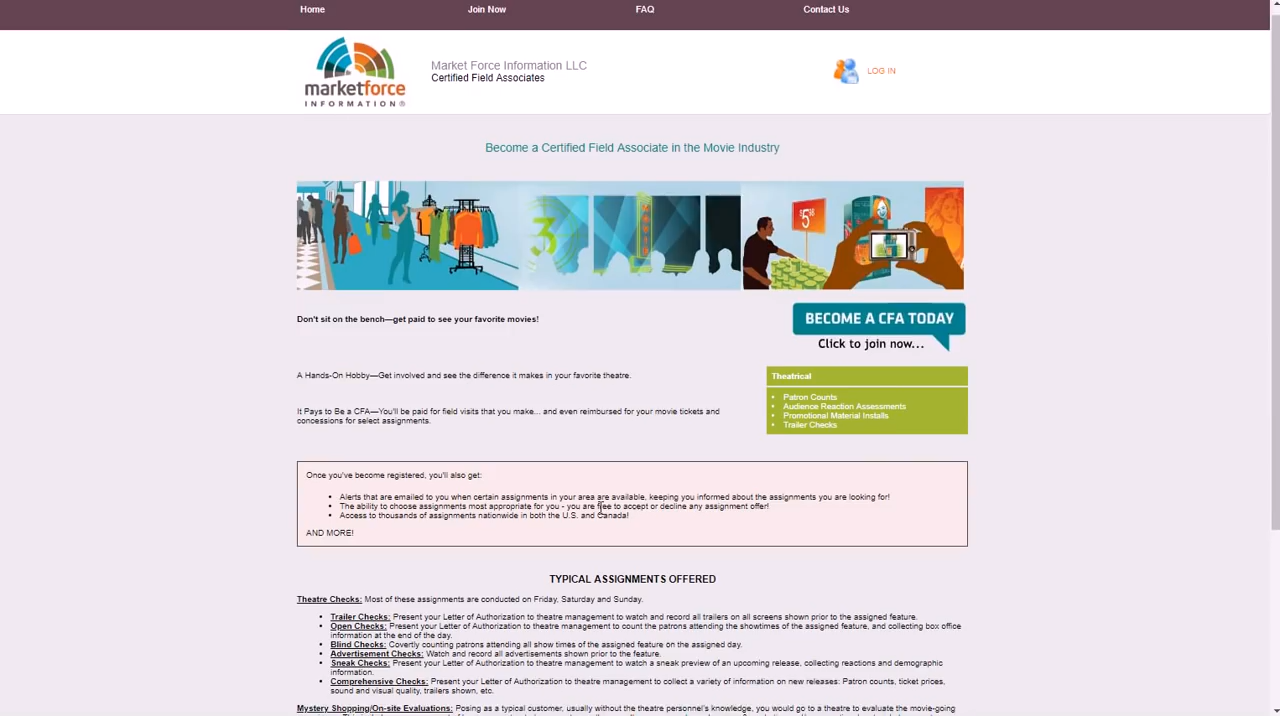 Home Join Now FAQ Contact Us
marketforce
INFORMATION®
Market Force Information LLC
Certified Field Associates
LOG IN
Become a Certified Field Associate in the Movie Industry
3
$5
Don't sit on the bench—get paid to see your favorite movies!
BECOME A CFA TODAY
Click to join now...
A Hands-On Hobby—Get involved and see the difference it makes in your favorite theatre.
It Pays to Be a CFA—You'll be paid for field visits that you make... and even reimbursed for your movie tickets and
concessions for select assignments.
Theatrical
• Patron Counts
• Audience Reaction Assessments
• Promotional Material Installs
• Trailer Checks
Once you've become registered, you'll also get:
• Alerts that are emailed to you when certain assignments in your area are available, keeping you informed about the assignments you are looking for!
• The ability to choose assignments most appropriate for you - you are free to accept or decline any assignment offer!
• Access to thousands of assignments nationwide in both the U.S. and Canada!
AND MORE!
TYPICAL ASSIGNMENTS OFFERED
Theatre Checks: Most of these assignments are conducted on Friday, Saturday and Sunday.
• Trailer Checks: Present your Letter of Authorization to theatre management to watch and record all trailers on all screens shown prior to the assigned feature.
• Open Checks: Present your Letter of Authorization to theatre management to count the patrons attending the showtimes of the assigned feature, and collecting box office
information at the end of the day.
• Blind Checks: Covertly counting patrons attending all show times of the assigned feature on the assigned day.
• Advertisement Checks: Watch and record all advertisements shown prior to the feature.
• Sneak Checks: Present your Letter of Authorization to theatre management to watch a sneak preview of an upcoming release, collecting reactions and demographic
information.
• Comprehensive Checks: Present your Letter of Authorization to theatre management to collect a variety of information on new releases: Patron counts, ticket prices,
sound and visual quality, trailers shown, etc.
Mystery Shopping/On-site Evaluations: Posing as a typical customer, usually without the theatre personnel's knowledge, you would go to a theatre to evaluate the movie-going